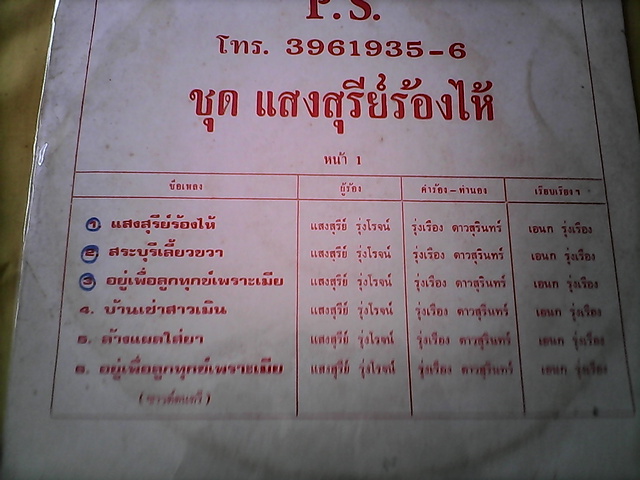 P.S.
โทร. 3961935-6
ชุด แสงสุรีย์ร้องไห้
หน้า 1
ชื่อเพลง ผู้ร้อง คำร้อง-ทำนอง เรียบเรียงฯ
1. แสงสุรีย์ร้องไห้ แสงสุรีย์ รุ่งโรจน์ รุ่งเรือง ดาวสุรินทร์ เอนก รุ่งเรือง
2. สระบุรีเลี้ยวขวา แสงสุรีย์ รุ่งโรจน์ รุ่งเรือง ดาวสุรินทร์ เอนก รุ่งเรือง
3. อยู่เพื่อลูกทุกข์เพราะเมีย แสงสุรีย์ รุ่งโรจน์ รุ่งเรือง ดาวสุรินทร์ เอนก รุ่งเรือง
4. บ้านเช่าสาวเมิน แสงสุรีย์ รุ่งโรจน์ รุ่งเรือง ดาวสุรินทร์ เอนก รุ่งเรือง
5. ล้างแผลใส่ยา แสงสุรีย์ รุ่งโรจน์ รุ่งเรือง ดาวสุรินทร์ เอนก รุ่งเรือง
6. อยู่เพื่อลูกทุกข์เพราะเมีย แสงสุรีย์ รุ่งโรจน์ รุ่งเรือง ดาวสุรินทร์ เอนก รุ่งเรือง
(ซาวด์ดนตรี)